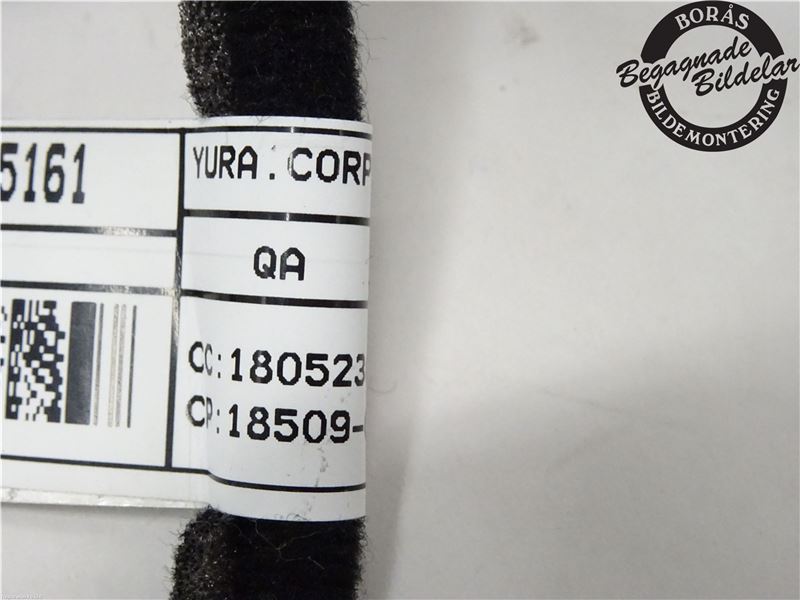 5161
YURA.CORP
QA
CC:180523
CP:18509-
BORÅS
Begagnade
Bildelar
BILDEMONTERING